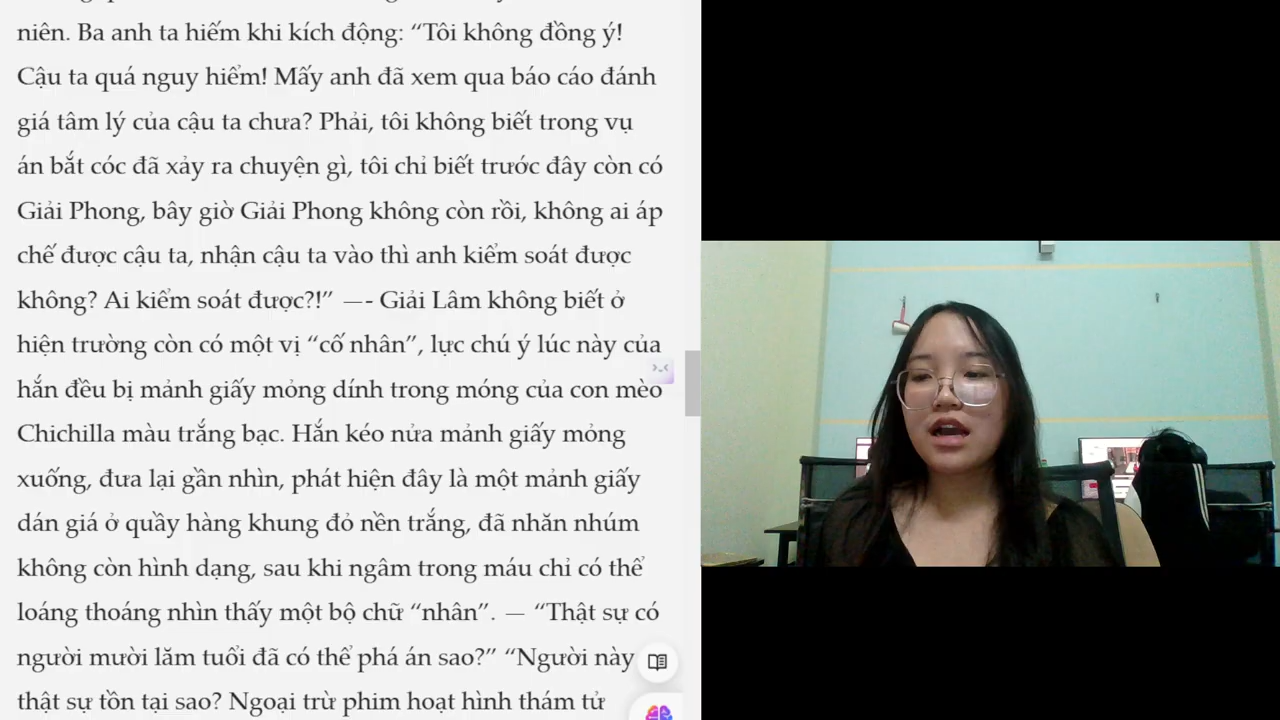 niên. Ba anh ta hiếm khi kích động: “Tôi không đồng ý!
Cậu ta quá nguy hiểm! Mấy anh đã xem qua báo cáo đánh
giá tâm lý của cậu ta chưa? Phải, tôi không biết trong vụ
án bắt cóc đã xảy ra chuyện gì, tôi chỉ biết trước đây còn có
Giải Phong, bây giờ Giải Phong không còn rồi, không ai áp
chế được cậu ta, nhận cậu ta vào thì anh kiểm soát được
không? Ai kiểm soát được?!” —- Giải Lâm không biết ở
hiện trường còn có một vị “cố nhân”, lực chú ý lúc này của
hắn đều bị mảnh giấy mỏng dính trong móng của con mèo
Chichilla màu trắng bạc. Hắn kéo nửa mảnh giấy mỏng
xuống, đưa lại gần nhìn, phát hiện đây là một mảnh giấy
dán giá ở quầy hàng khung đỏ nền trắng, đã nhăn nhúm
không còn hình dạng, sau khi ngâm trong máu chỉ có thể
loáng thoáng nhìn thấy một bộ chữ “nhân”. — “Thật sự có
người mười lăm tuổi đã có thể phá án sao?” “Người này
thật sự tồn tại sao? Ngoại trừ phim hoạt hình thám tử